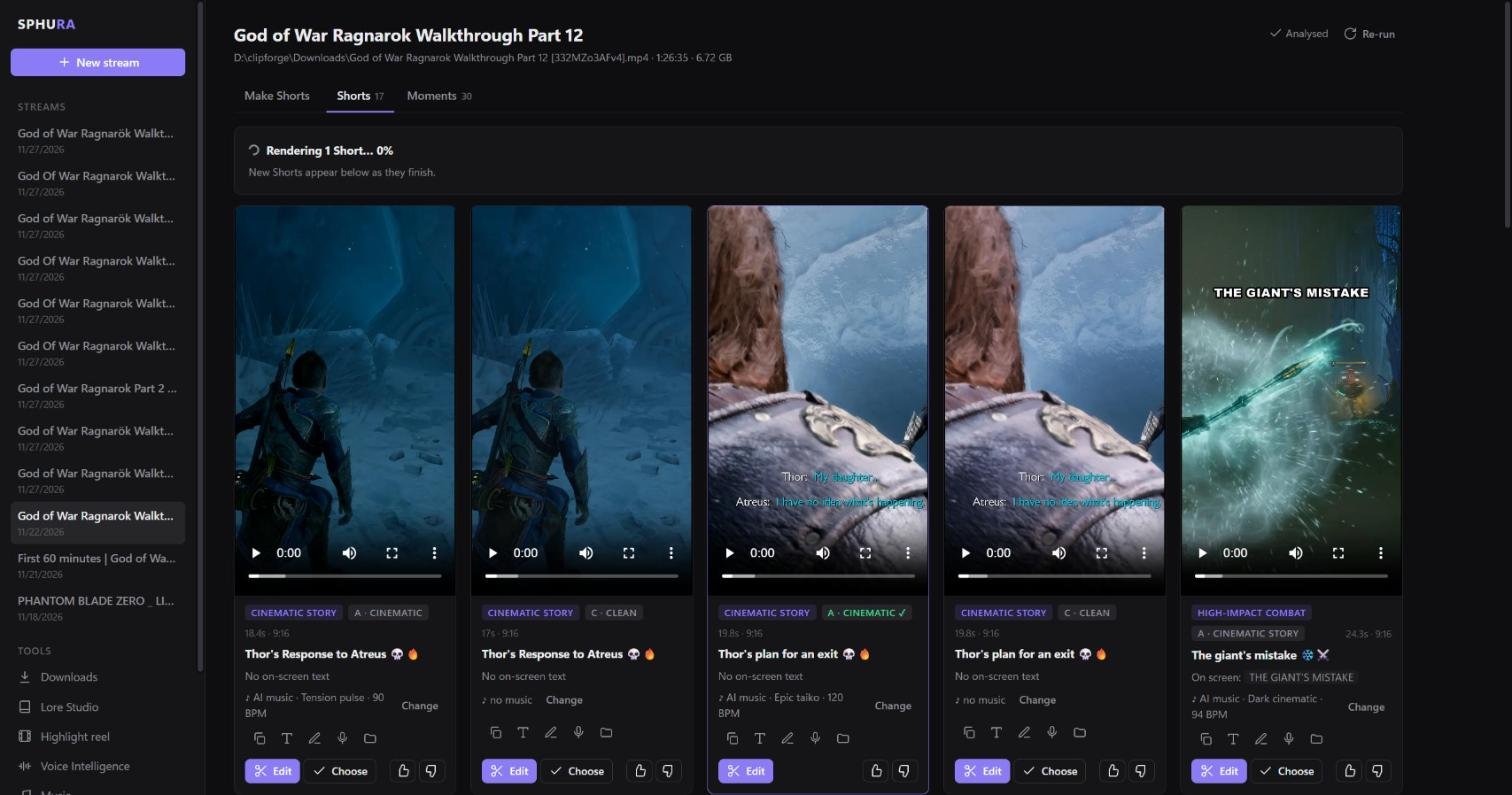 SPHURA
+ New stream
STREAMS
God of War Ragnarök Walkt...
11/27/2026
God Of War Ragnarok Walkt...
11/27/2026
God of War Ragnarök Walkt...
11/27/2026
God Of War Ragnarok Walkt...
11/27/2026
God Of War Ragnarok Walkt...
11/27/2026
God Of War Ragnarok Walkt...
11/27/2026
God of War Ragnarok Part 2 ...
11/27/2026
God of War Ragnarök Walkt...
11/27/2026
God of War Ragnarök Walkt...
11/27/2026
God of War Ragnarok Walkt...
11/22/2026
First 60 minutes | God of Wa...
11/21/2026
PHANTOM BLADE ZERO _ LI...
11/18/2026
TOOLS
Downloads
Lore Studio
Highlight reel
Voice Intelligence
Music
God of War Ragnarok Walkthrough Part 12
D:\clipforge\Downloads\God of War Ragnarok Walkthrough Part 12 [332MZo3AFv4].mp4 · 1:26:35 · 6.72 GB
✓ Analysed
Re-run
Make Shorts
Shorts 17
Moments 30
Rendering 1 Short... 0%
New Shorts appear below as they finish.
0:00
CINEMATIC STORY
A · CINEMATIC
18.4s · 9:16
Thor's Response to Atreus 💀🔥
No on-screen text
♪ AI music · Tension pulse · 90
BPM
Change
Edit
✓ Choose
0:00
CINEMATIC STORY
C · CLEAN
17s · 9:16
Thor's Response to Atreus 💀🔥
No on-screen text
♪ no music
Change
Edit
✓ Choose
Thor: My daughter...
Atreus: I have no idea what's happening.
0:00
CINEMATIC STORY
A · CINEMATIC ✓
19.8s · 9:16
Thor's plan for an exit 💀🔥
No on-screen text
♪ AI music · Epic taiko · 120
BPM
Change
Edit
Thor: My daughter...
Atreus: I have no idea what's happening.
0:00
CINEMATIC STORY
C · CLEAN
19.8s · 9:16
Thor's plan for an exit 💀🔥
No on-screen text
♪ no music
Change
Edit
✓ Choose
THE GIANT'S MISTAKE
0:00
HIGH-IMPACT COMBAT
A · CINEMATIC STORY
24.3s · 9:16
The giant's mistake ❄️⚔️
On screen: THE GIANT'S MISTAKE
♪ AI music · Dark cinematic ·
94 BPM
Change
Edit
✓ Choose